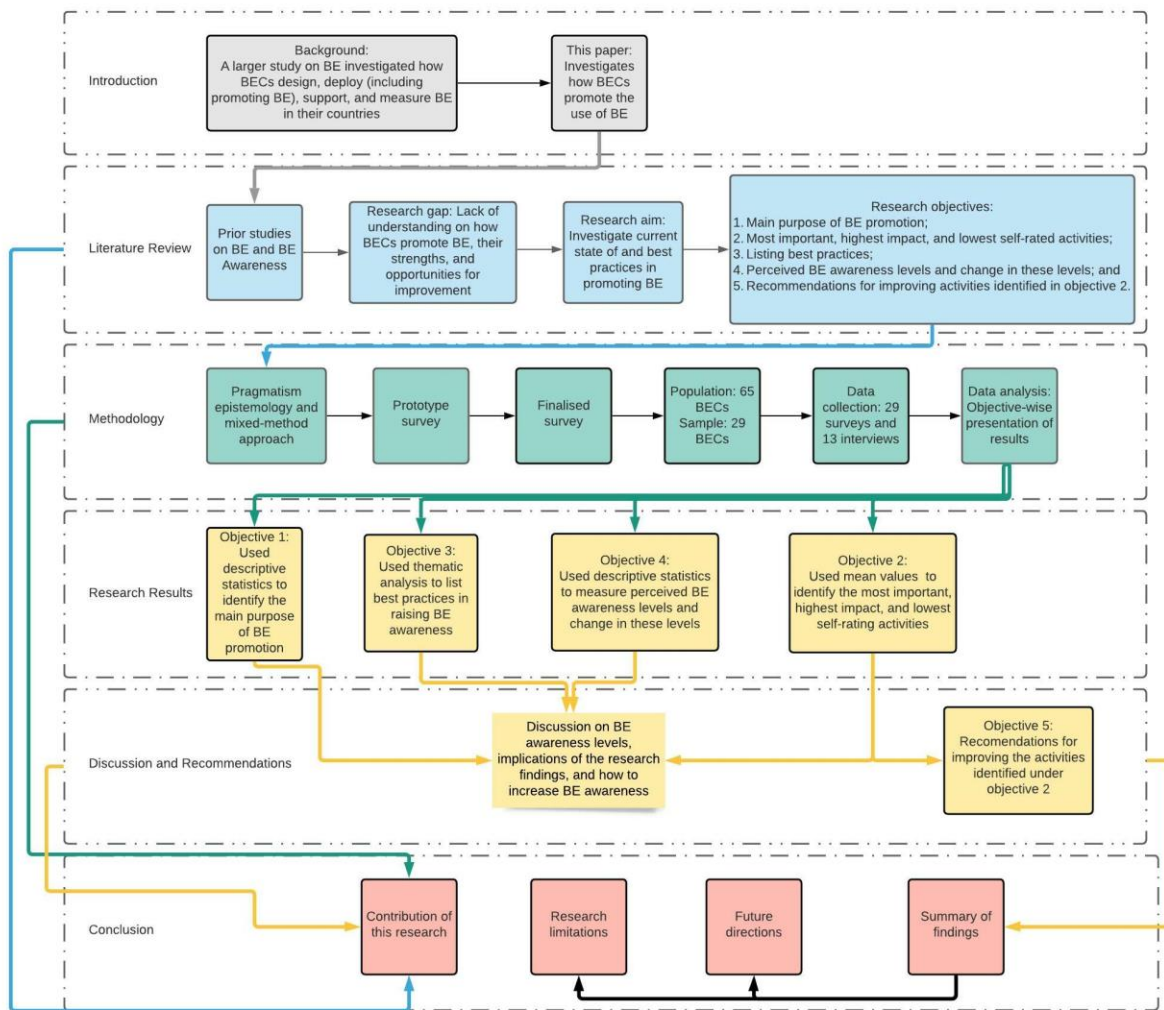 Introduction
Background:
A larger study on BE investigated how
BECs design, deploy (including
promoting BE), support, and measure BE
in their countries
This paper:
Investigates
how BECs
promote the
use of BE
Literature Review
Prior studies
on BE and BE
Awareness
Research gap: Lack of
understanding on how
BECs promote BE, their
strengths, and
opportunities for
improvement
Research aim:
Investigate current
state of and best
practices in
promoting BE
Research objectives:
1. Main purpose of BE promotion;
2. Most important, highest impact, and lowest self-rated activities;
3. Listing best practices;
4. Perceived BE awareness levels and change in these levels; and
5. Recommendations for improving activities identified in objective 2.
Methodology
Pragmatism
epistemology and
mixed-method
approach
Prototype
survey
Finalised
survey
Population: 65
BECs
Sample: 29
BECs
Data
collection: 29
surveys and
13 interviews
Data analysis:
Objective-wise
presentation of
results
Research Results
Objective 1:
Used
descriptive
statistics to
identify the
main purpose
of BE
promotion
Objective 3:
Used thematic
analysis to list
best practices in
raising BE
awareness
Objective 4:
Used descriptive statistics
to measure perceived BE
awareness levels and
change in these levels
Objective 2:
Used mean values to
identify the most important,
highest impact, and lowest
self-rating activities
Discussion and Recommendations
Discussion on BE
awareness levels,
implications of the research
findings, and how to
increase BE awareness
Objective 5:
Recomendations for
improving the activities
identified under
objective 2
Conclusion
Contribution of
this research
Research
limitations
Future
directions
Summary of
findings